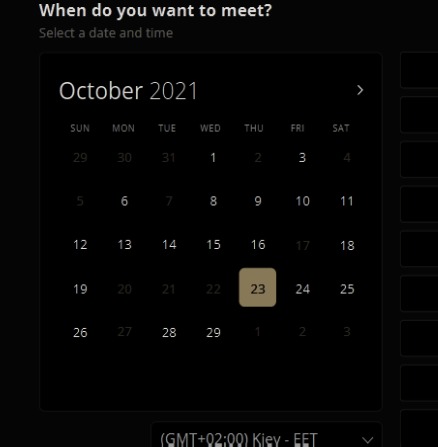 When do you want to meet?
Select a date and time
October 2021 >
SUN MON TUE WED THU FRI SAT
29 30 31 1 2 3 4
5 6 7 8 9 10 11
12 13 14 15 16 17 18
19 20 21 22 23 24 25
26 27 28 29 1 2 3
(GMT+02:00) Kiev - EET